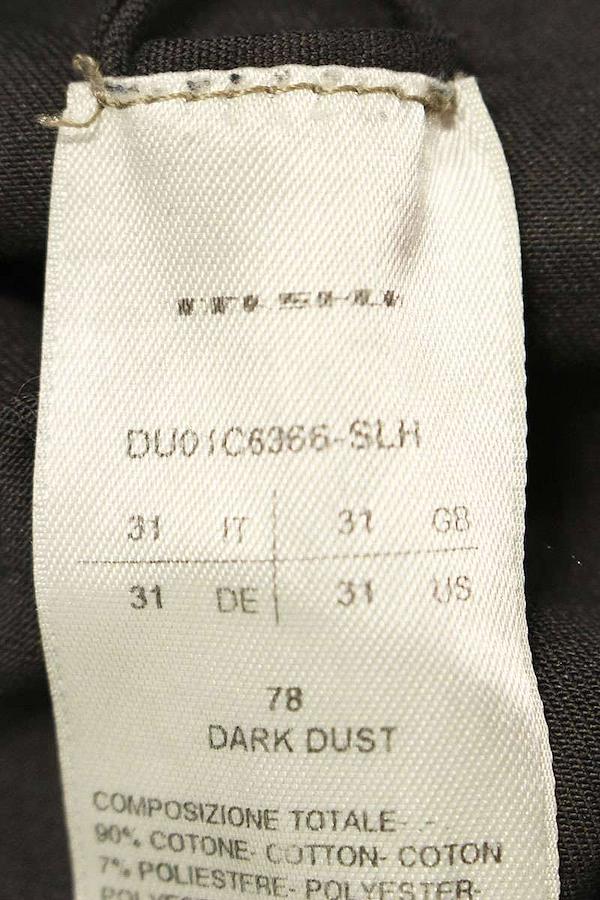 DU01C6366-SLH
31 IT 31 GB
31 DE 31 US
78
DARK DUST
COMPOSIZIONE TOTALE- -
90% COTONE- COTTON- COTON
7% POLIESTERE- POLYESTER-